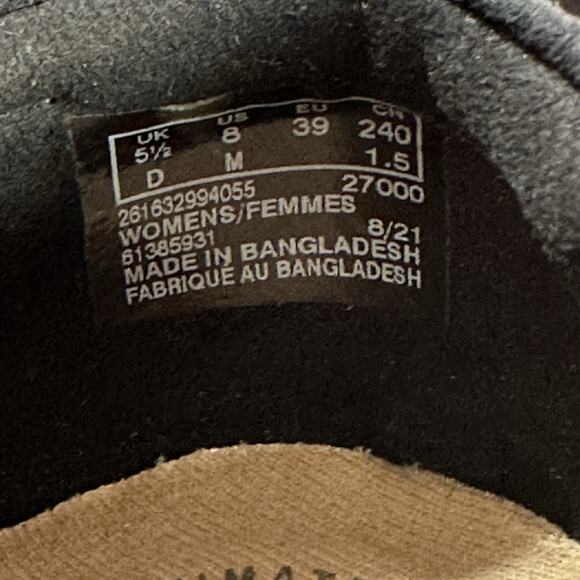 UK US EU CN
5½ 8 39 240
D M 1.5
261632994055 27000
WOMENS/FEMMES
61385931 8/21
MADE IN BANGLADESH
FABRIQUÉ AU BANGLADESH